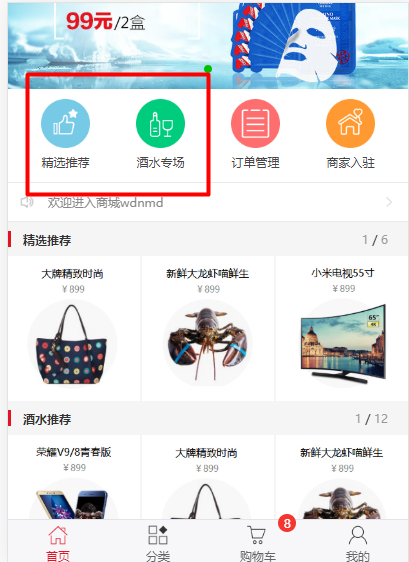 99元/2盒
精选推荐 酒水专场 订单管理 商家入驻
欢迎进入商城wdnmd
精选推荐 1 / 6
大牌精致时尚 新鲜大龙虾喵鲜生 小米电视55寸
¥ 899 ¥ 899 ¥ 899
65" 4K
酒水推荐 1 / 12
荣耀V9/8青春版 大牌精致时尚 新鲜大龙虾喵鲜生
¥ 899 ¥ 899 ¥ 899
8
首页 分类 购物车 我的